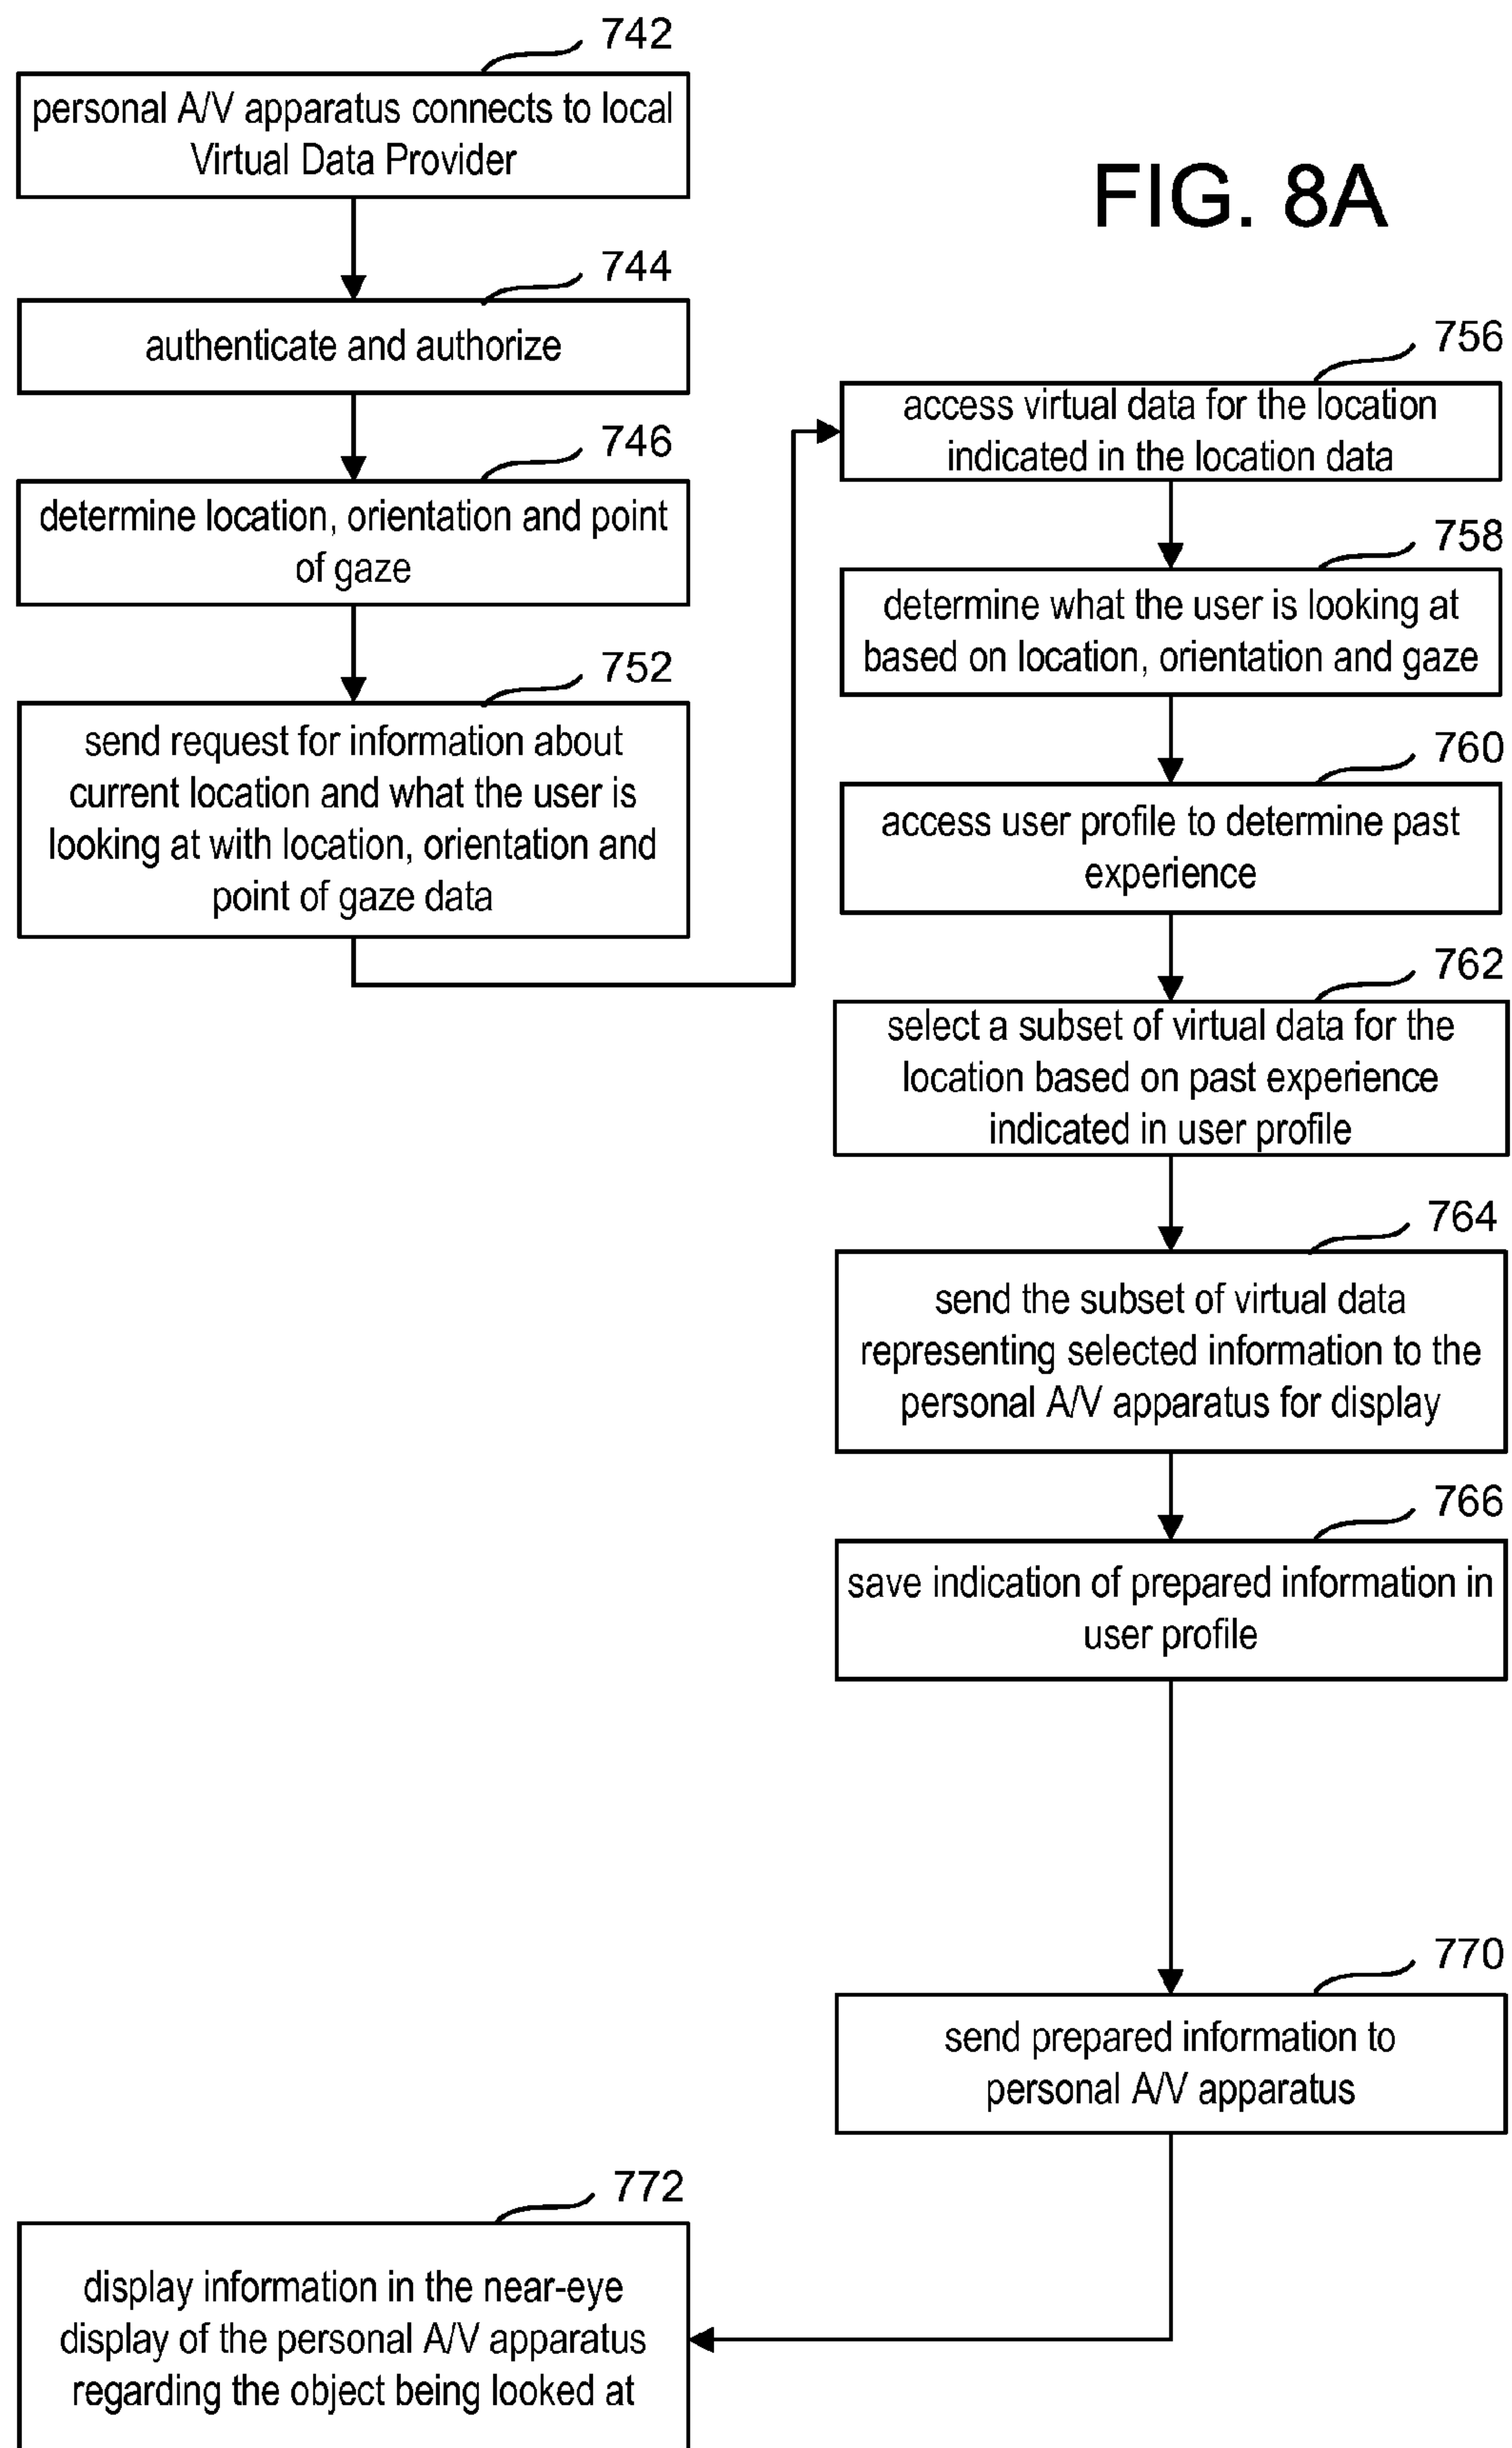 FIG. 8A
742
personal A/V apparatus connects to local
Virtual Data Provider
744
authenticate and authorize
746
determine location, orientation and point
of gaze
752
send request for information about
current location and what the user is
looking at with location, orientation and
point of gaze data
756
access virtual data for the location
indicated in the location data
758
determine what the user is looking at
based on location, orientation and gaze
760
access user profile to determine past
experience
762
select a subset of virtual data for the
location based on past experience
indicated in user profile
764
send the subset of virtual data
representing selected information to the
personal A/V apparatus for display
766
save indication of prepared information in
user profile
770
send prepared information to
personal A/V apparatus
772
display information in the near-eye
display of the personal A/V apparatus
regarding the object being looked at